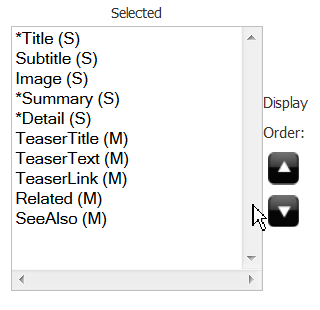 Selected
*Title (S)
Subtitle (S)
Image (S)
*Summary (S)
*Detail (S)
TeaserTitle (M)
TeaserText (M)
TeaserLink (M)
Related (M)
SeeAlso (M)
Display
Order: